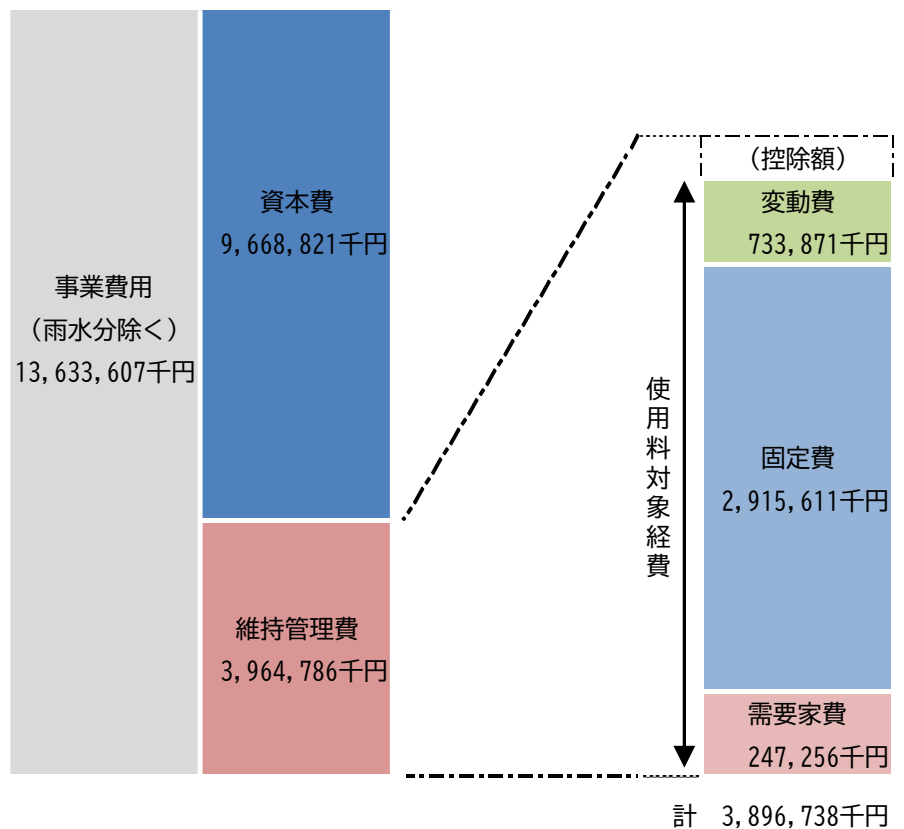 事業費用
（雨水分除く）
13,633,607千円
資本費
9,668,821千円
維持管理費
3,964,786千円
使用料対象経費
（控除額）
変動費
733,871千円
固定費
2,915,611千円
需要家費
247,256千円
計 3,896,738千円